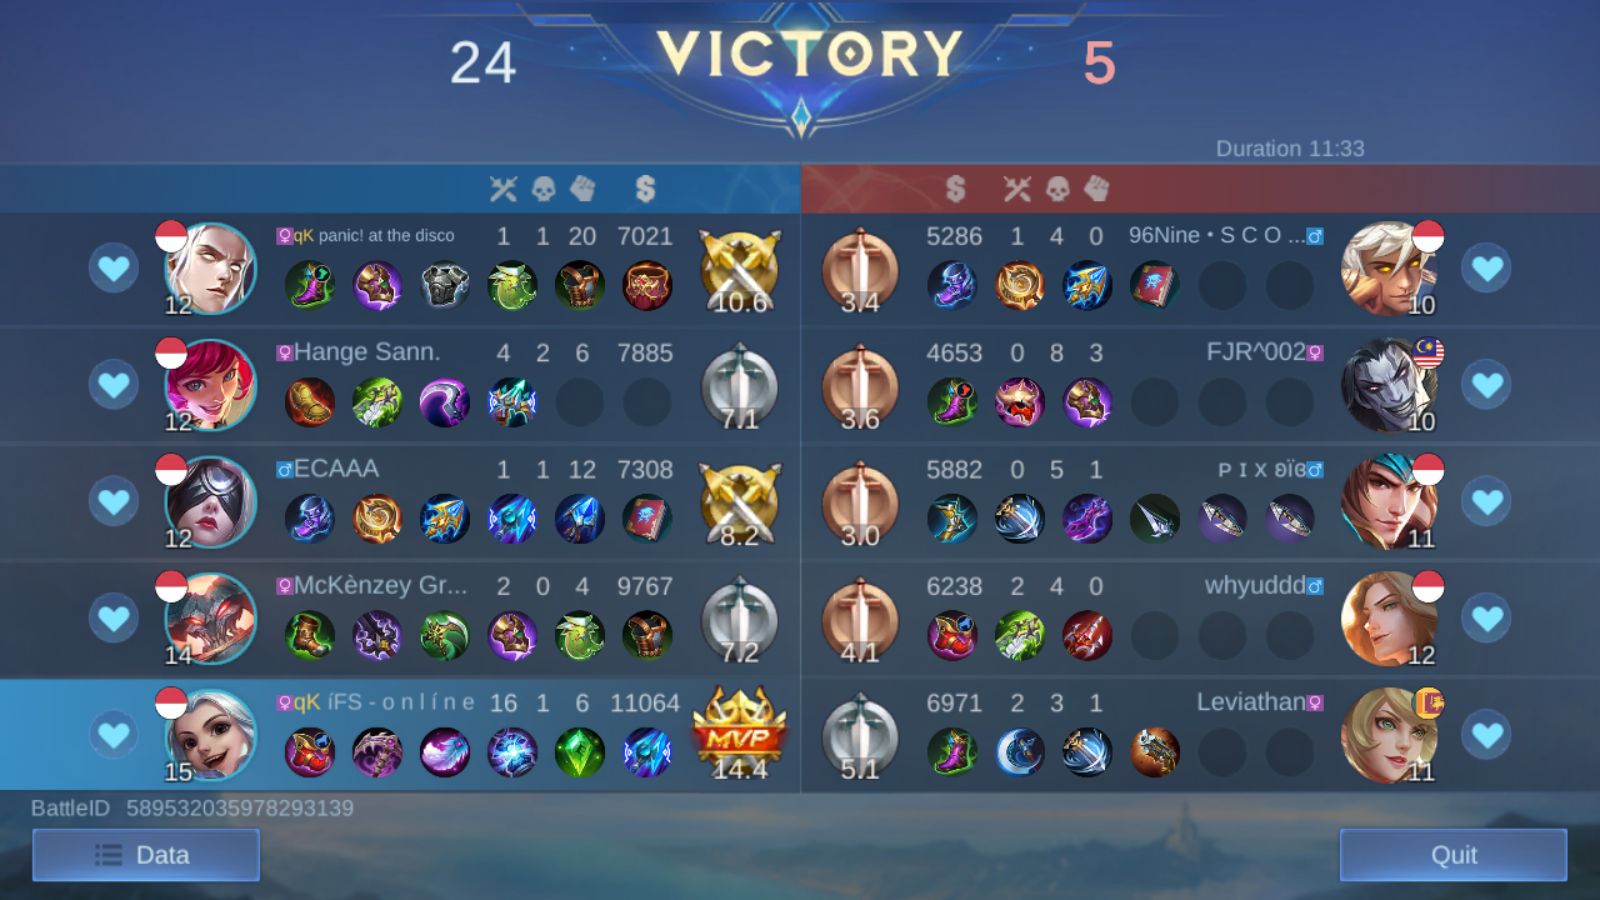 24 VICTORY 5
Duration 11:33
12 qK panic! at the disco 1 1 20 7021 10.6
3.4 5286 1 4 0 96Nine • S C O ... 10
12 Hange Sann. 4 2 6 7885 7.1
3.6 4653 0 8 3 FJR^002 10
12 ECAAA 1 1 12 7308 8.2
3.0 5882 0 5 1 P I X 11
14 McKènzey Gr... 2 0 4 9767 7.2
4.1 6238 2 4 0 whyuddd 12
15 qK íFS - o n l í n e 16 1 6 11064 MVP 14.4
5.1 6971 2 3 1 Leviathan 11
BattleID 589532035978293139
Data
Quit